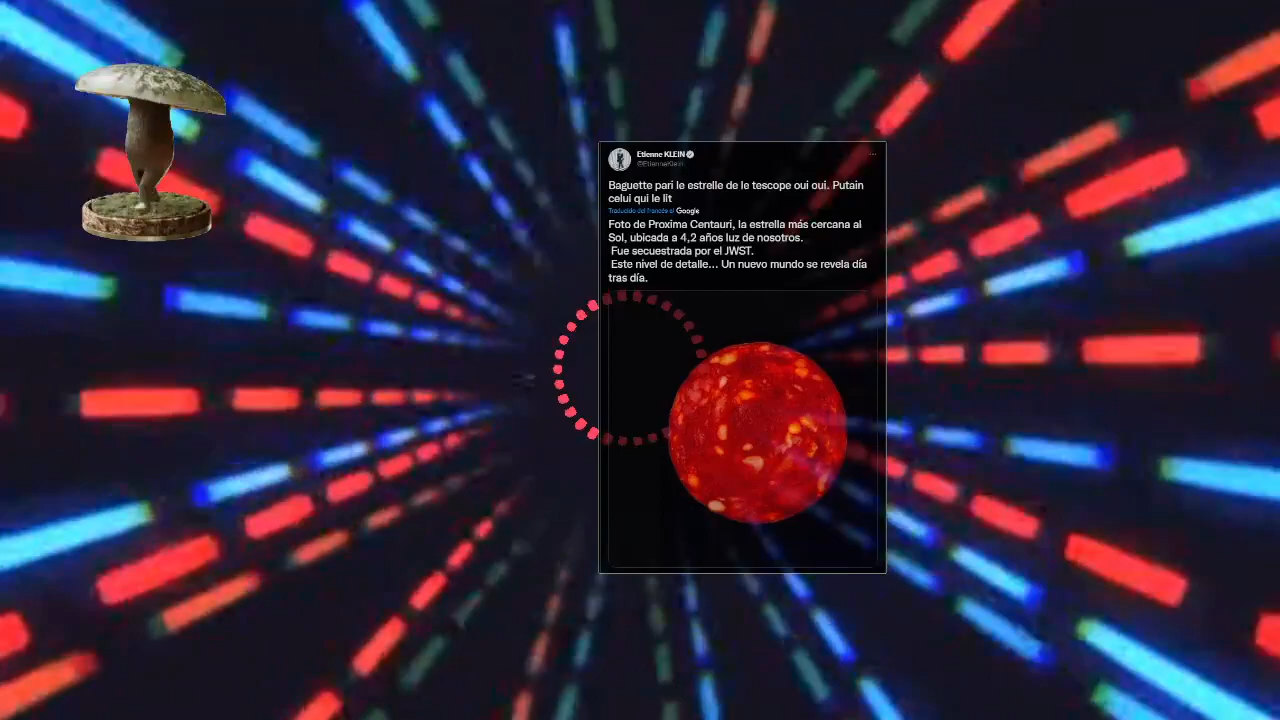 Etienne KLEIN
@EtienneKlein
Baguette pari le estrelle de le tescope oui oui. Putain
celui qui le lit
Traducido del francés al Google
Foto de Proxima Centauri, la estrella más cercana al
Sol, ubicada a 4,2 años luz de nosotros.
Fue secuestrada por el JWST.
Este nivel de detalle... Un nuevo mundo se revela día
tras día.